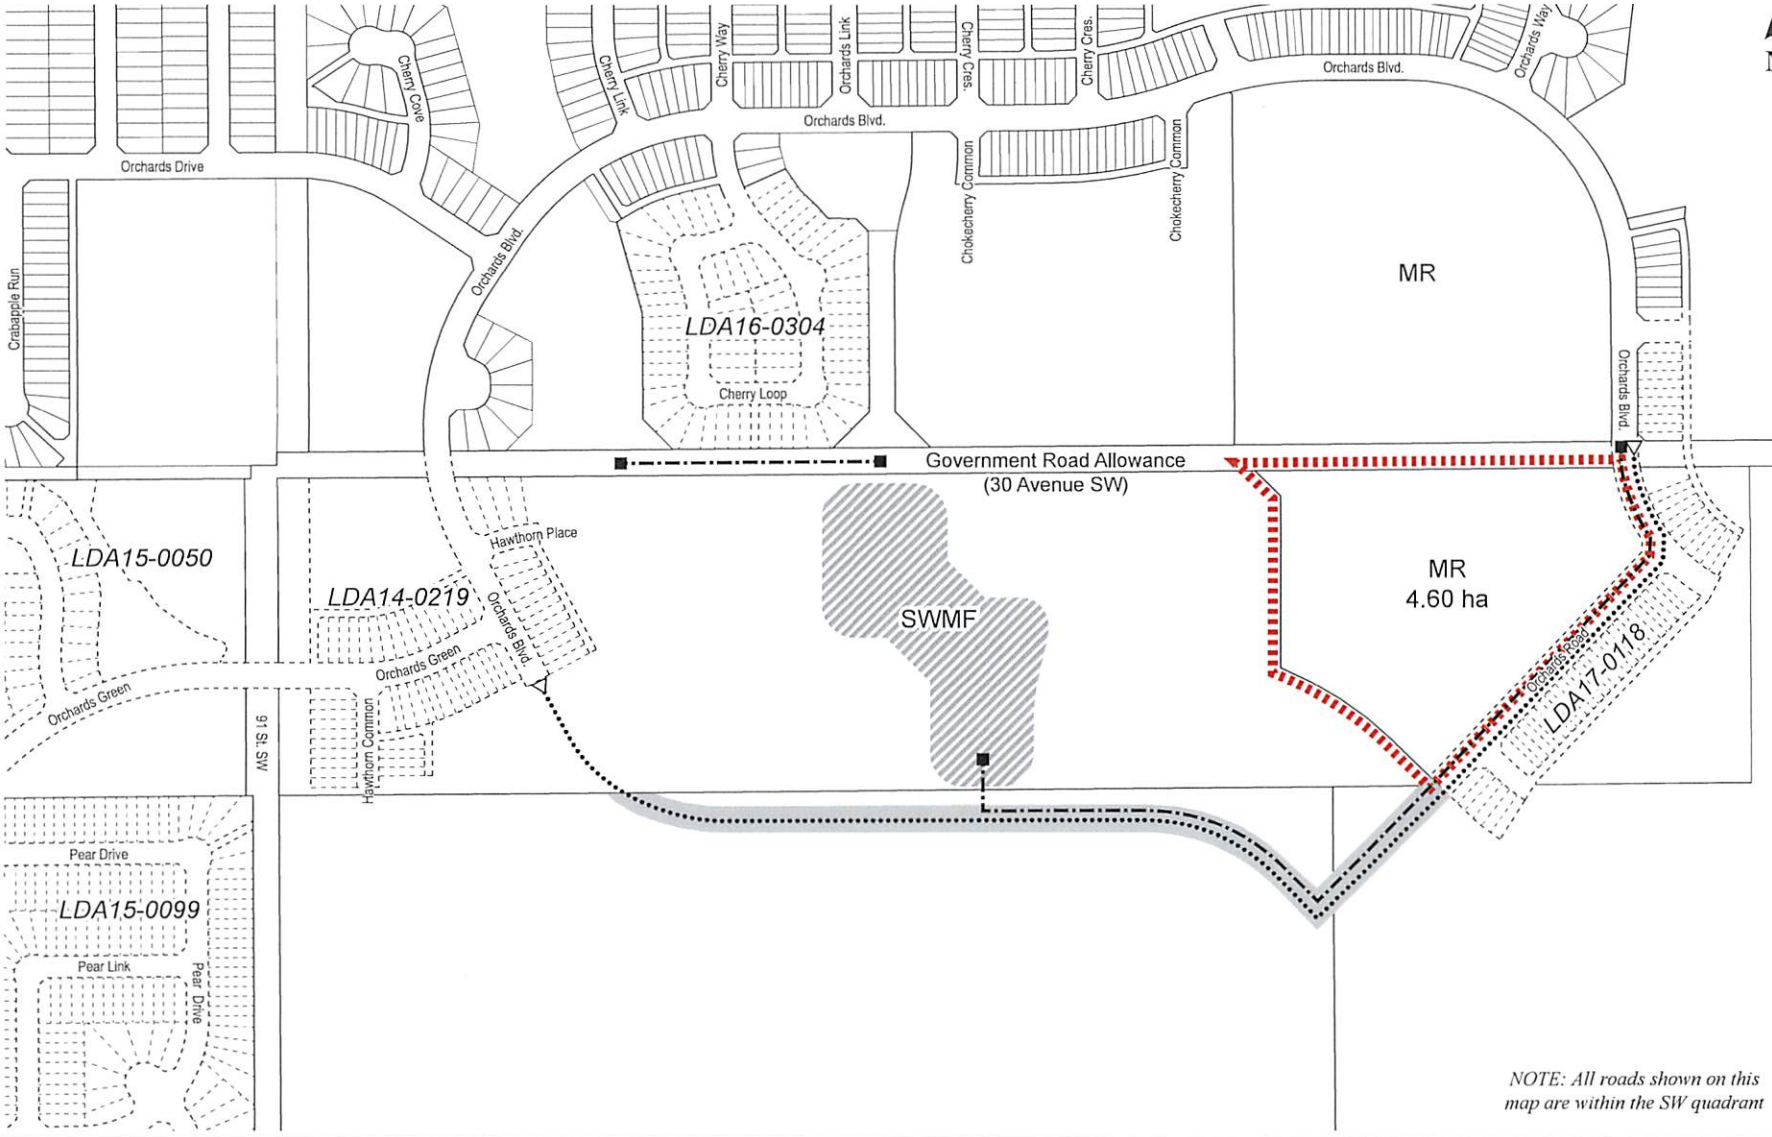 Orchards Way
N
Cherry Way
Orchards Link
Cherry Cres.
Cherry Cres.
Cherry Cove
Cherry Link
Orchards Blvd.
Orchards Blvd.
Orchards Drive
Chokecherry Common
Chokecherry Common
Orchards Blvd.
Crabapple Run
MR
LDA16-0304
Cherry Loop
Orchards Blvd.
Government Road Allowance
(30 Avenue SW)
Hawthorn Place
LDA15-0050
LDA14-0219
Orchards Blvd.
SWMF
MR
4.60 ha
Orchards Green
Orchards Green
Orchards Road
LDA17-0118
91 St. SW
Hawthorn Common
Pear Drive
LDA15-0099
Pear Link
Pear Drive
NOTE: All roads shown on this
map are within the SW quadrant